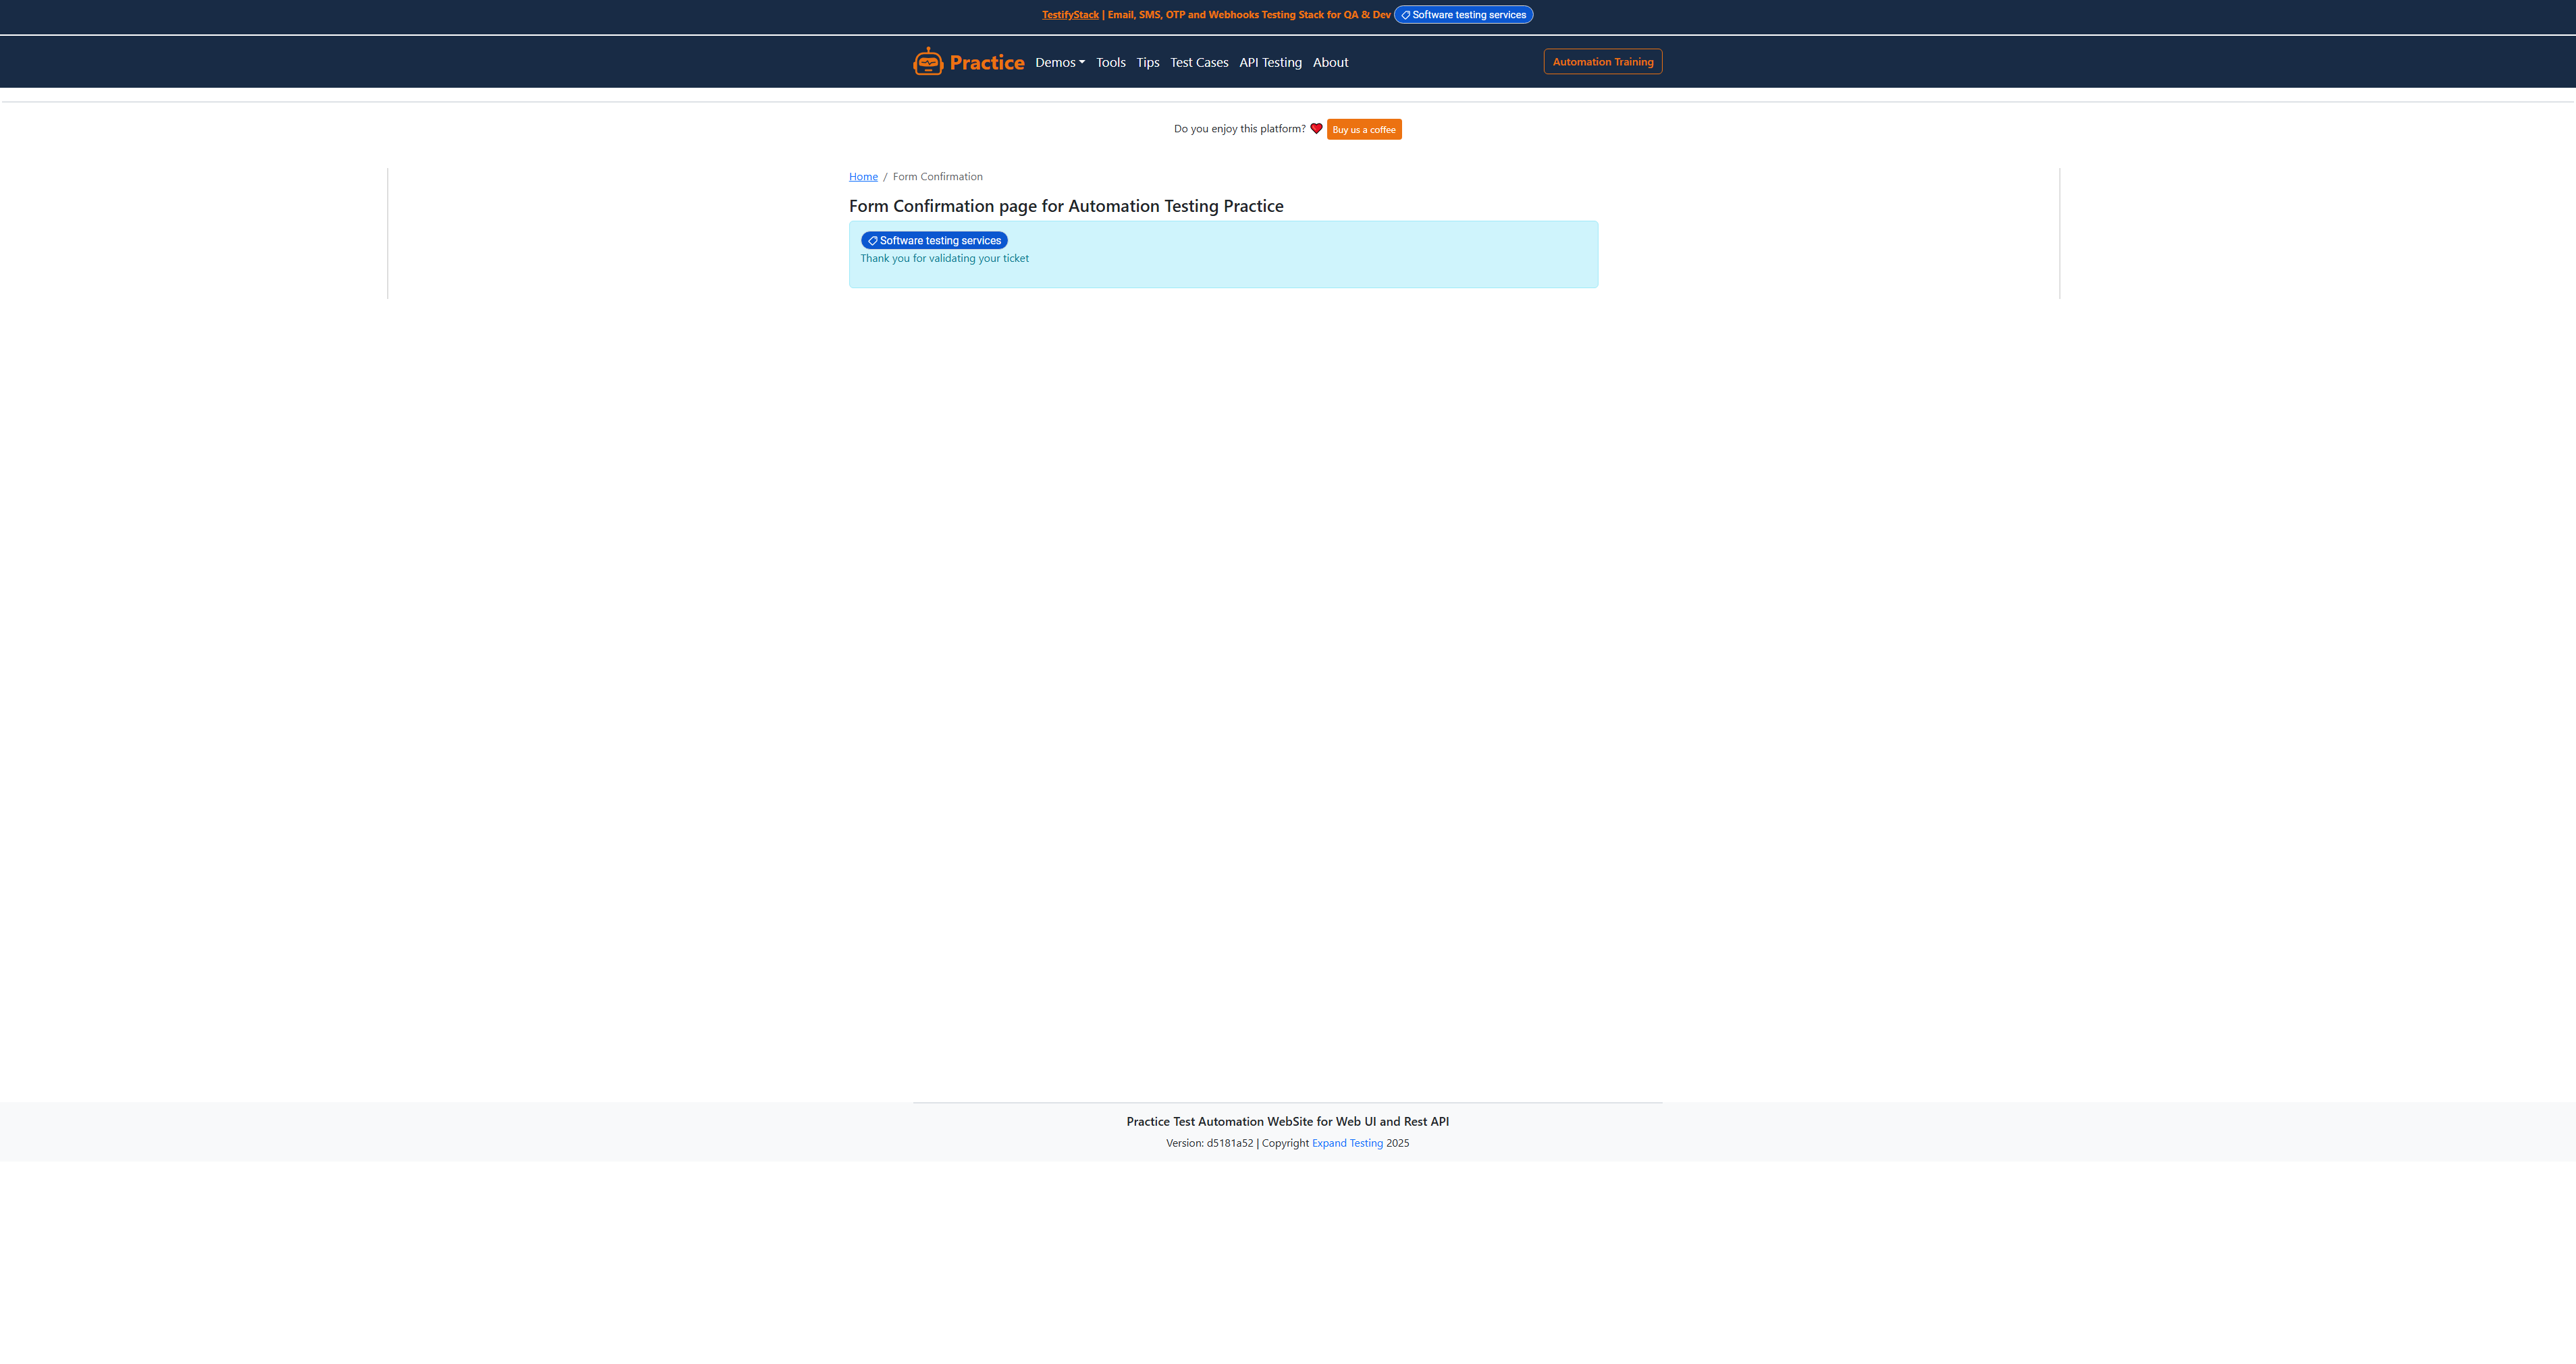 TestifyStack | Email, SMS, OTP and Webhooks Testing Stack for QA & Dev Software testing services
Practice Demos Tools Tips Test Cases API Testing About Automation Training
Do you enjoy this platform? Buy us a coffee
Home / Form Confirmation
Form Confirmation page for Automation Testing Practice
Software testing services
Thank you for validating your ticket
Practice Test Automation WebSite for Web UI and Rest API
Version: d5181a52 | Copyright Expand Testing 2025